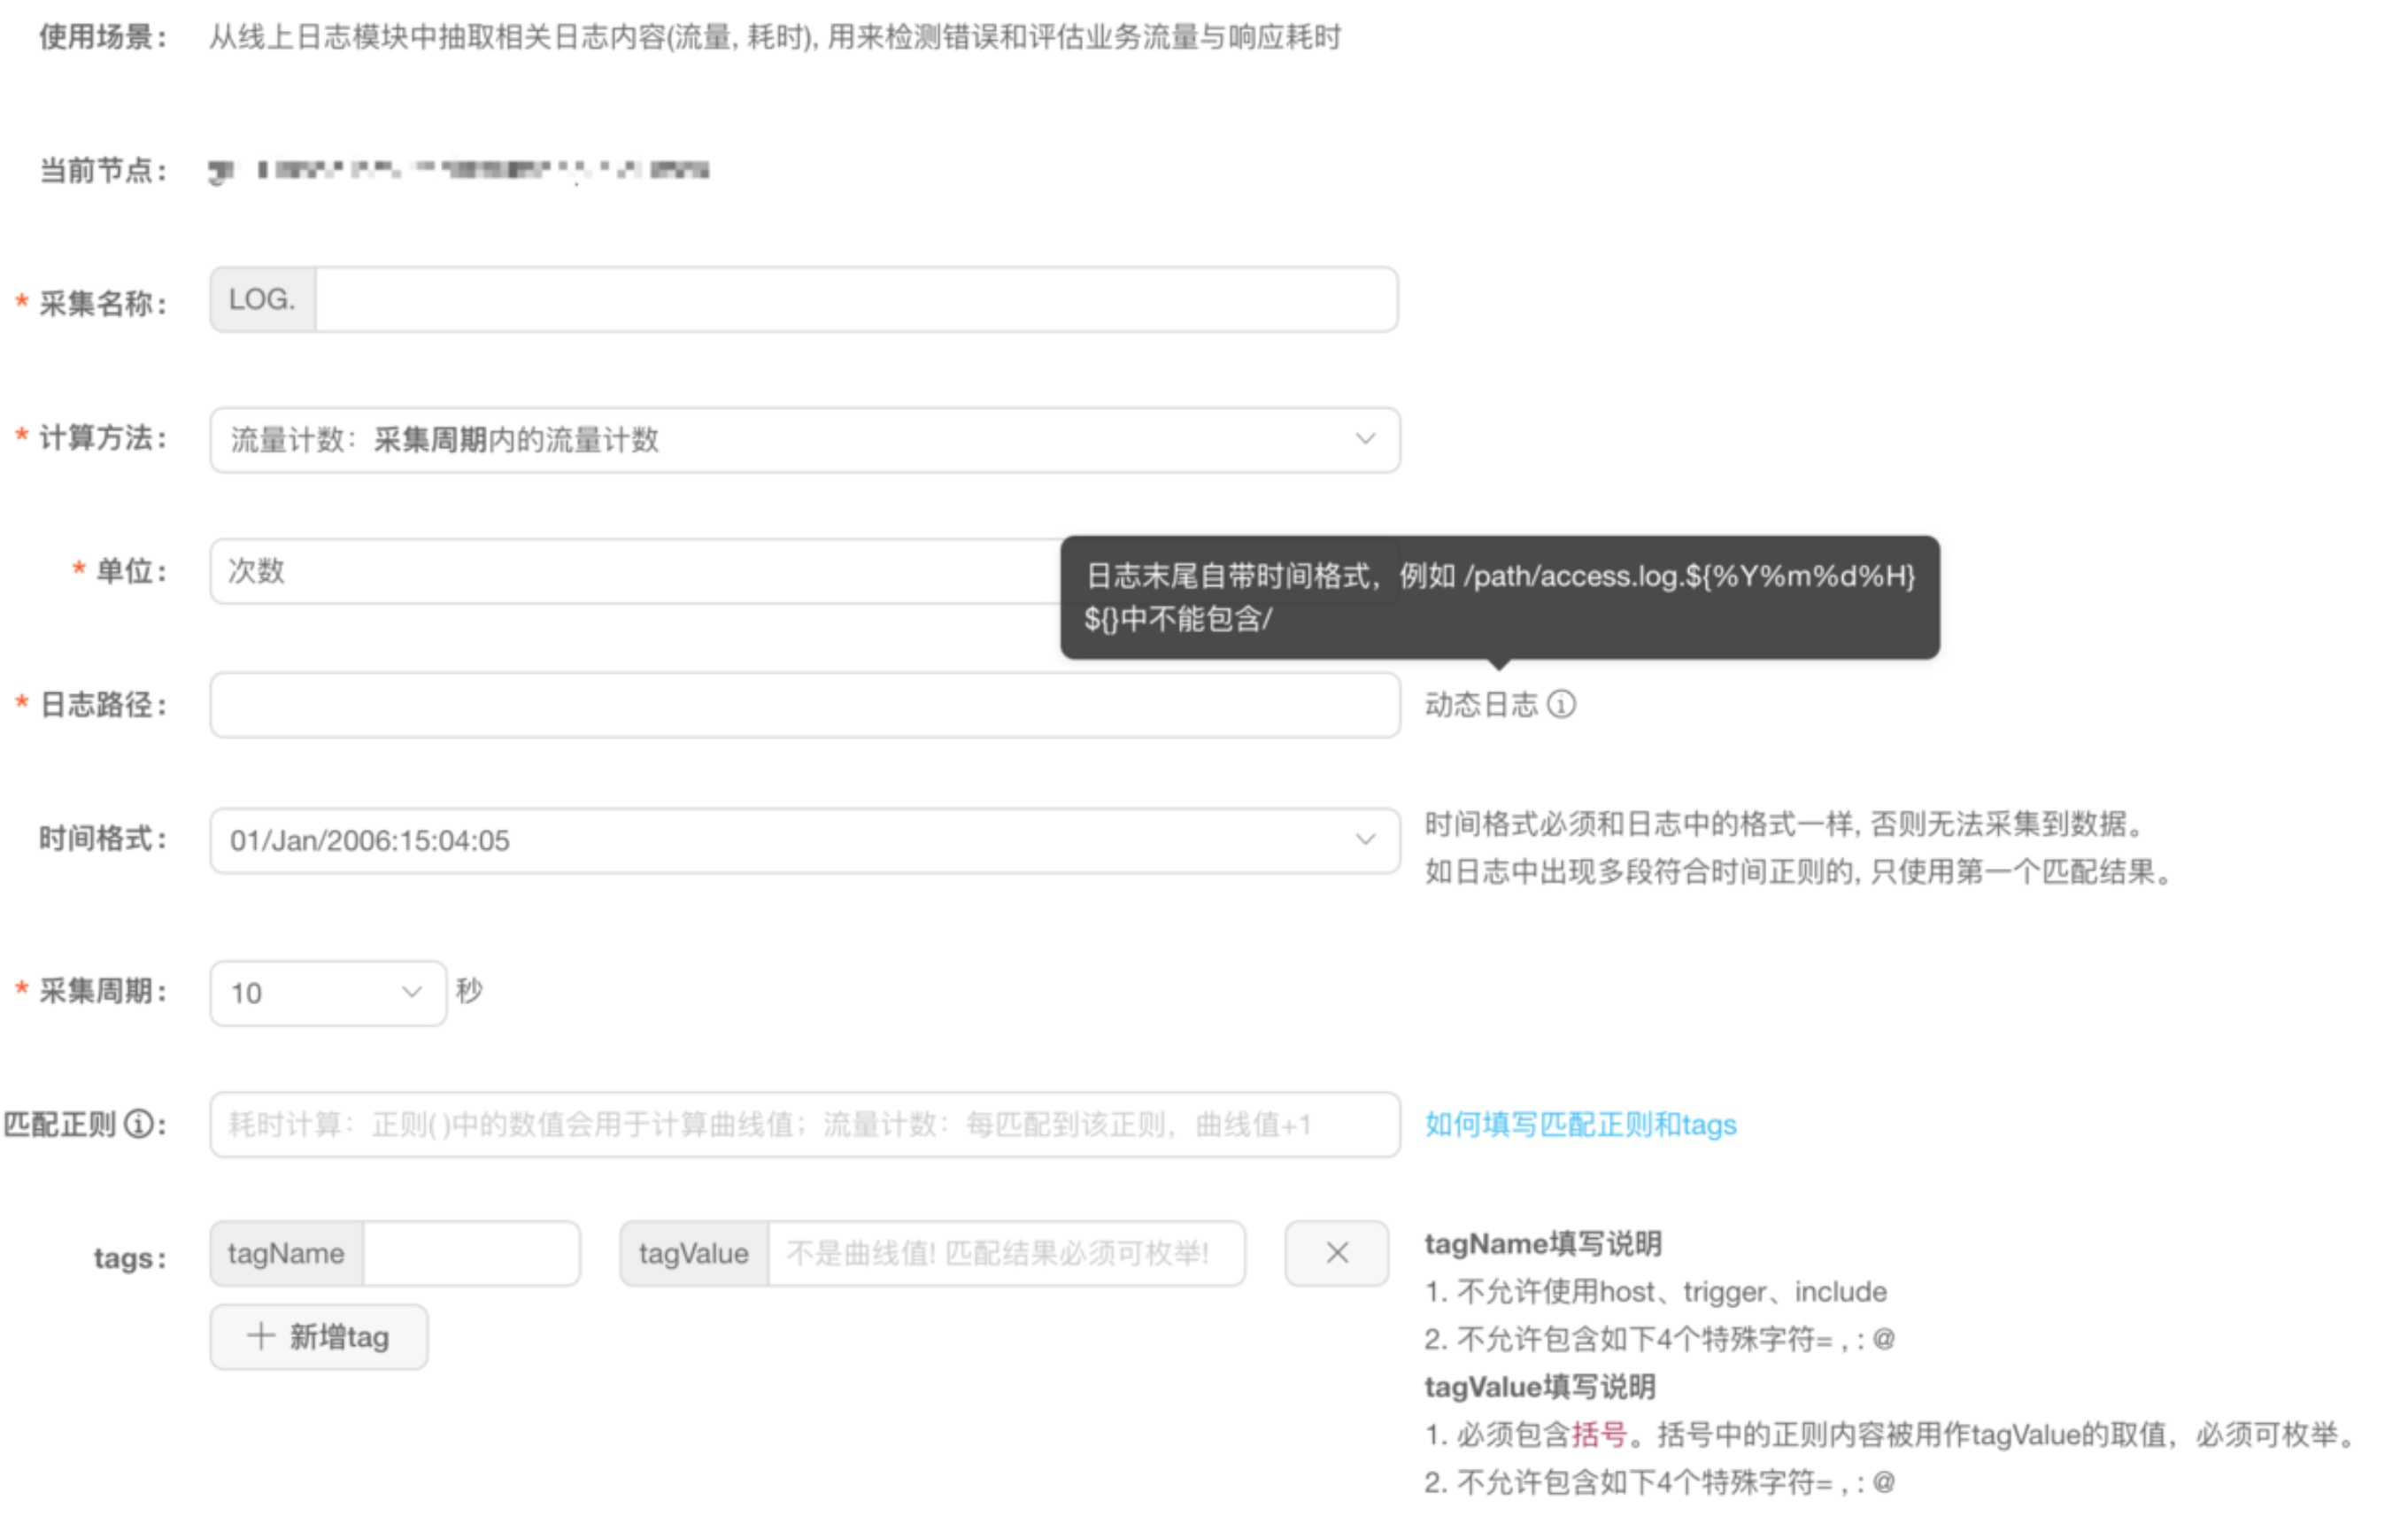 使用场景: 从线上日志模块中抽取相关日志内容(流量, 耗时), 用来检测错误和评估业务流量与响应耗时
当前节点:
* 采集名称: LOG.
* 计算方法: 流量计数：采集周期内的流量计数
* 单位: 次数
日志末尾自带时间格式，例如 /path/access.log.${%Y%m%d%H}
${}中不能包含/
* 日志路径: 动态日志
时间格式: 01/Jan/2006:15:04:05
时间格式必须和日志中的格式一样, 否则无法采集到数据。
如日志中出现多段符合时间正则的, 只使用第一个匹配结果。
* 采集周期: 10 秒
匹配正则: 耗时计算：正则()中的数值会用于计算曲线值；流量计数：每匹配到该正则，曲线值+1 如何填写匹配正则和tags
tags: tagName tagValue 不是曲线值! 匹配结果必须可枚举!
新增tag
tagName填写说明
1. 不允许使用host、trigger、include
2. 不允许包含如下4个特殊字符= , : @
tagValue填写说明
1. 必须包含括号。括号中的正则内容被用作tagValue的取值，必须可枚举。
2. 不允许包含如下4个特殊字符= , : @